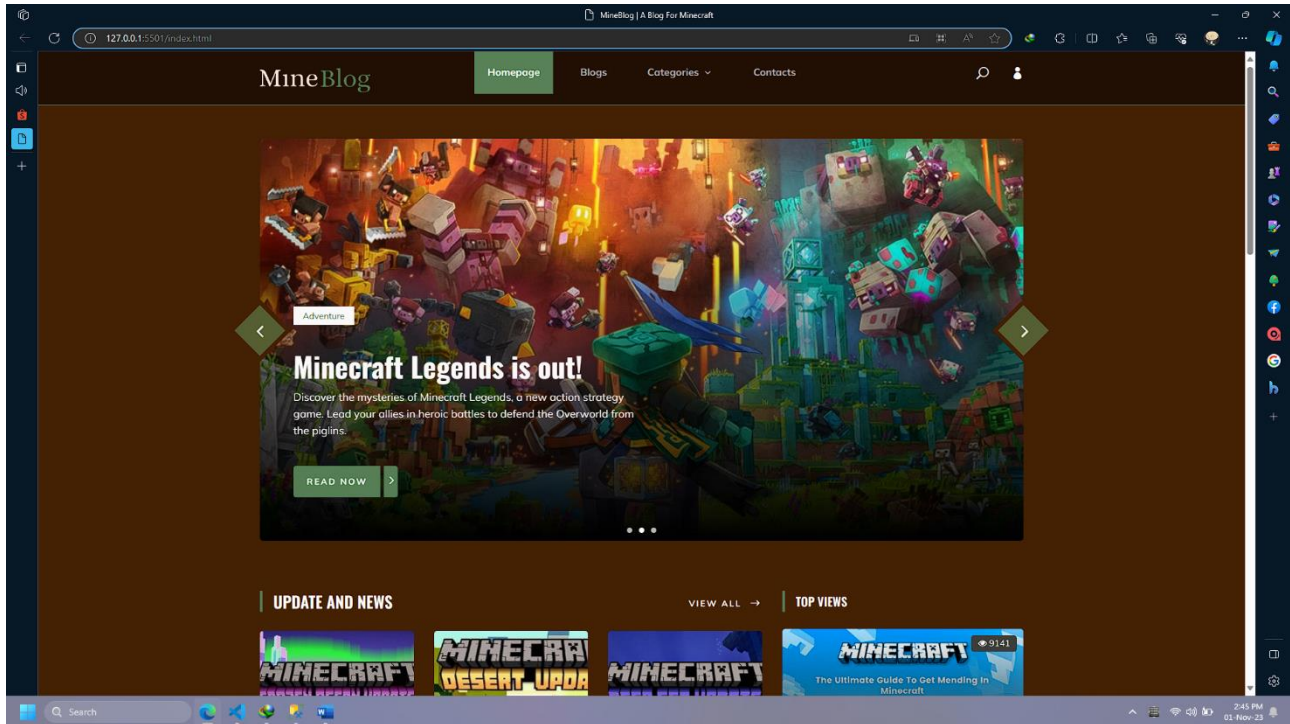 MineBlog | A Blog For Minecraft
127.0.0.1:5501/index.html
MineBlog
Homepage
Blogs
Categories
Contacts
Adventure
Minecraft Legends is out!
Discover the mysteries of Minecraft Legends, a new action strategy
game. Lead your allies in heroic battles to defend the Overworld from
the piglins.
READ NOW
UPDATE AND NEWS
VIEW ALL →
TOP VIEWS
MINECRAFT
MINECRA
DESERT UPDA
MINECRAFT
9141
MINECRAFT
The Ultimate Guide To Get Mending In
Minecraft
Search
2:45 PM
01-Nov-23